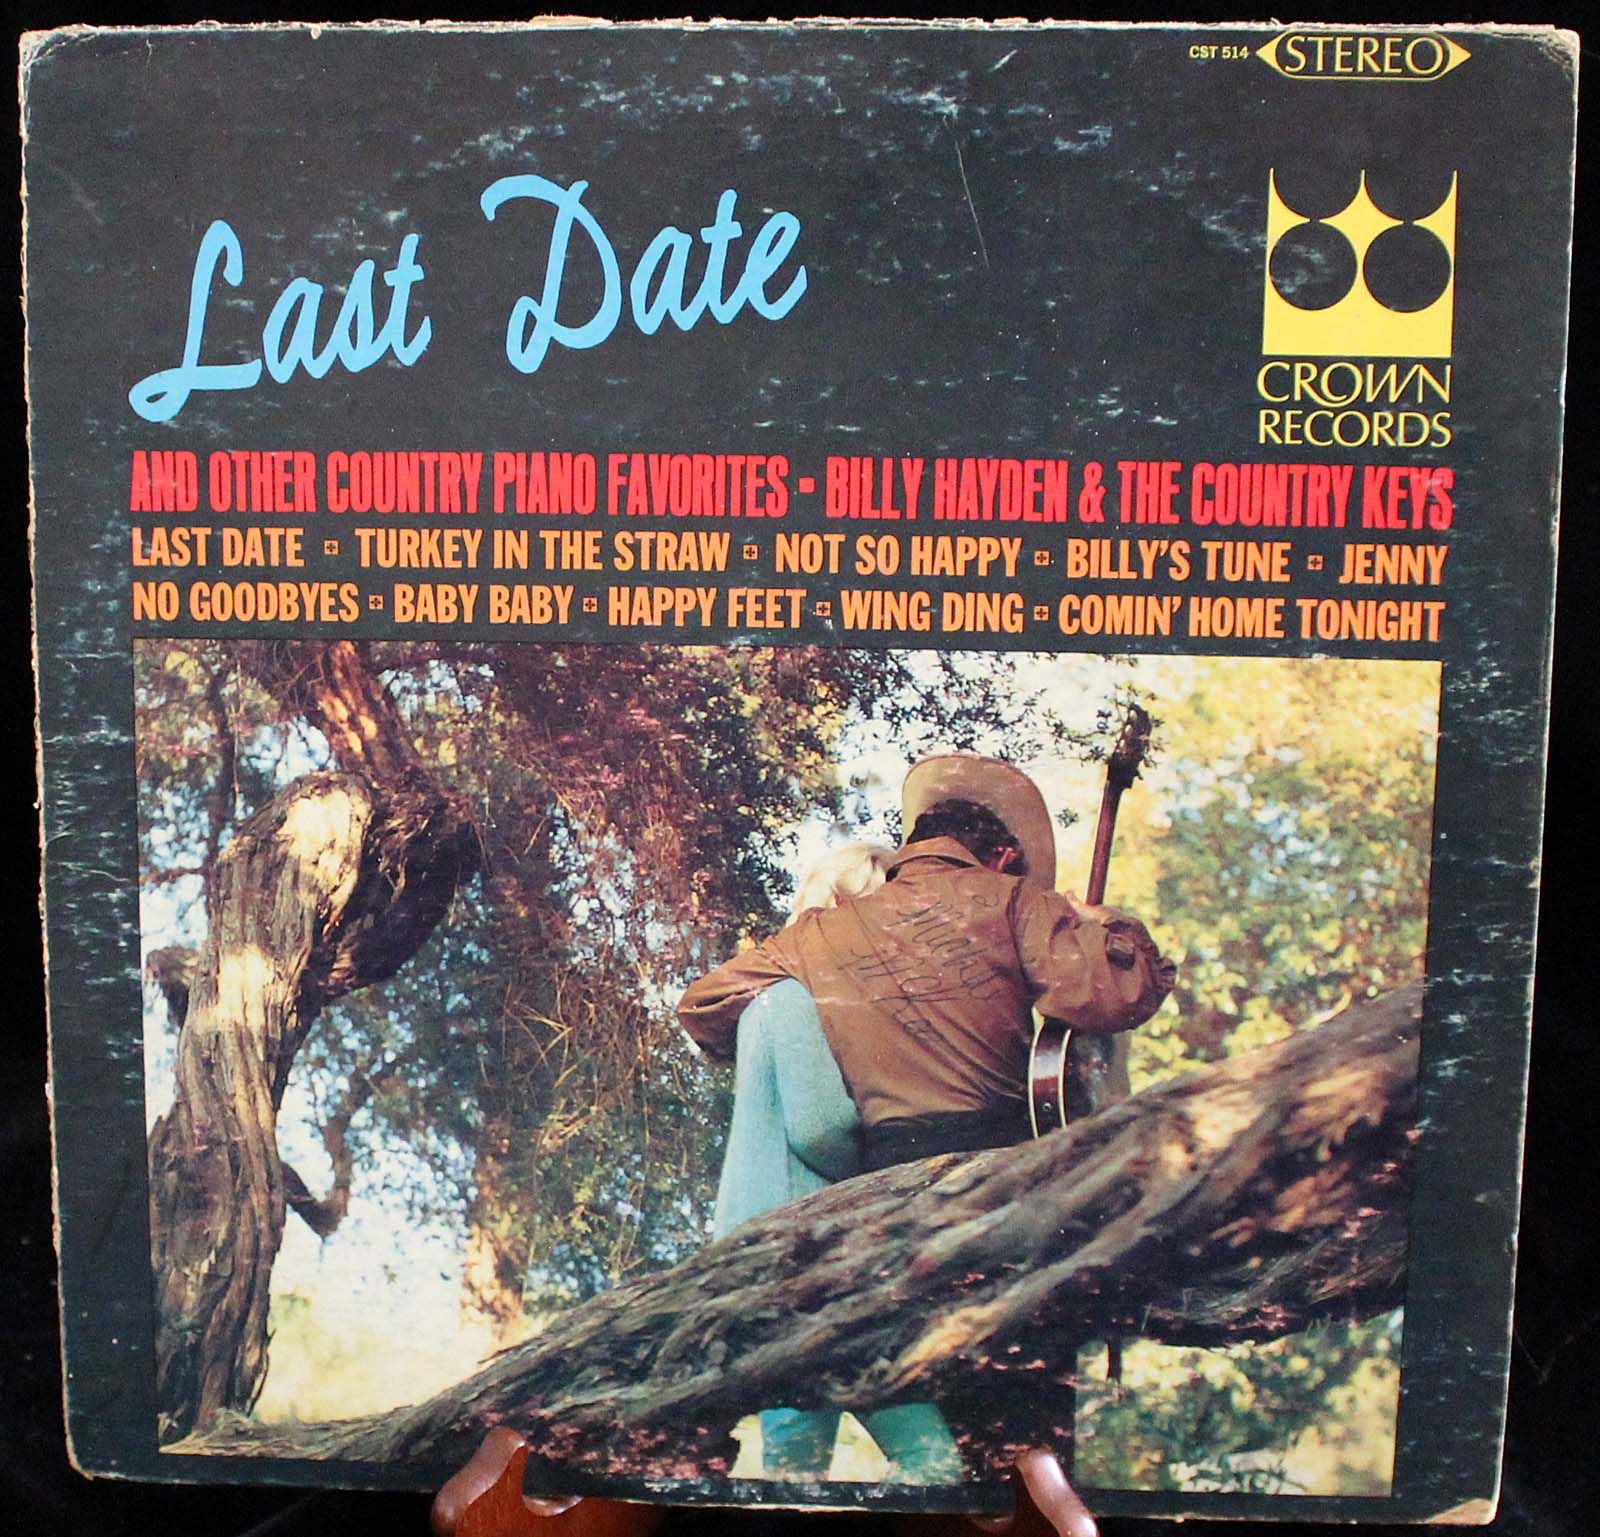 CST 514 STEREO
Last Date
CROWN
RECORDS
AND OTHER COUNTRY PIANO FAVORITES - BILLY HAYDEN & THE COUNTRY KEYS
LAST DATE · TURKEY IN THE STRAW · NOT SO HAPPY · BILLY'S TUNE · JENNY
NO GOODBYES · BABY BABY · HAPPY FEET · WING DING · COMIN' HOME TONIGHT